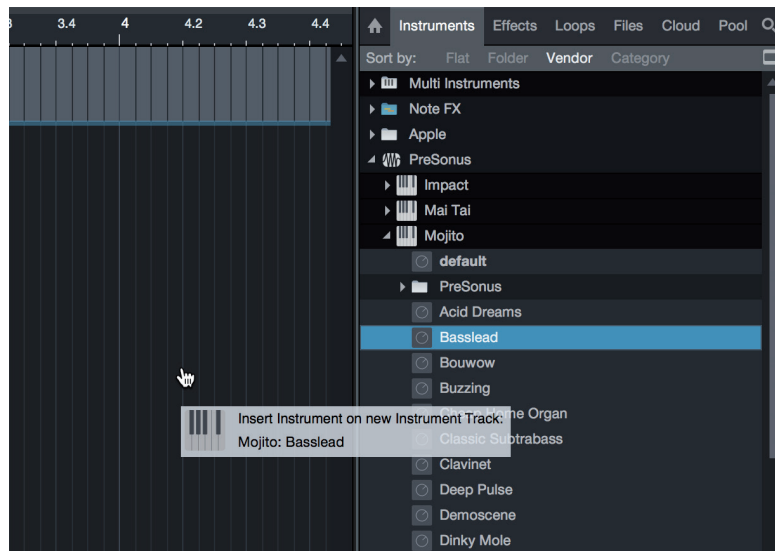 3.4 4 4.2 4.3 4.4
Instruments Effects Loops Files Cloud Pool
Sort by: Flat Folder Vendor Category
Multi Instruments
Note FX
Apple
PreSonus
Impact
Mai Tai
Mojito
default
PreSonus
Acid Dreams
Basslead
Bouwow
Buzzing
Insert Instrument on new Instrument Track:
Home Organ
Mojito: Basslead
Classic Subtrabass
Clavinet
Deep Pulse
Demoscene
Dinky Mole